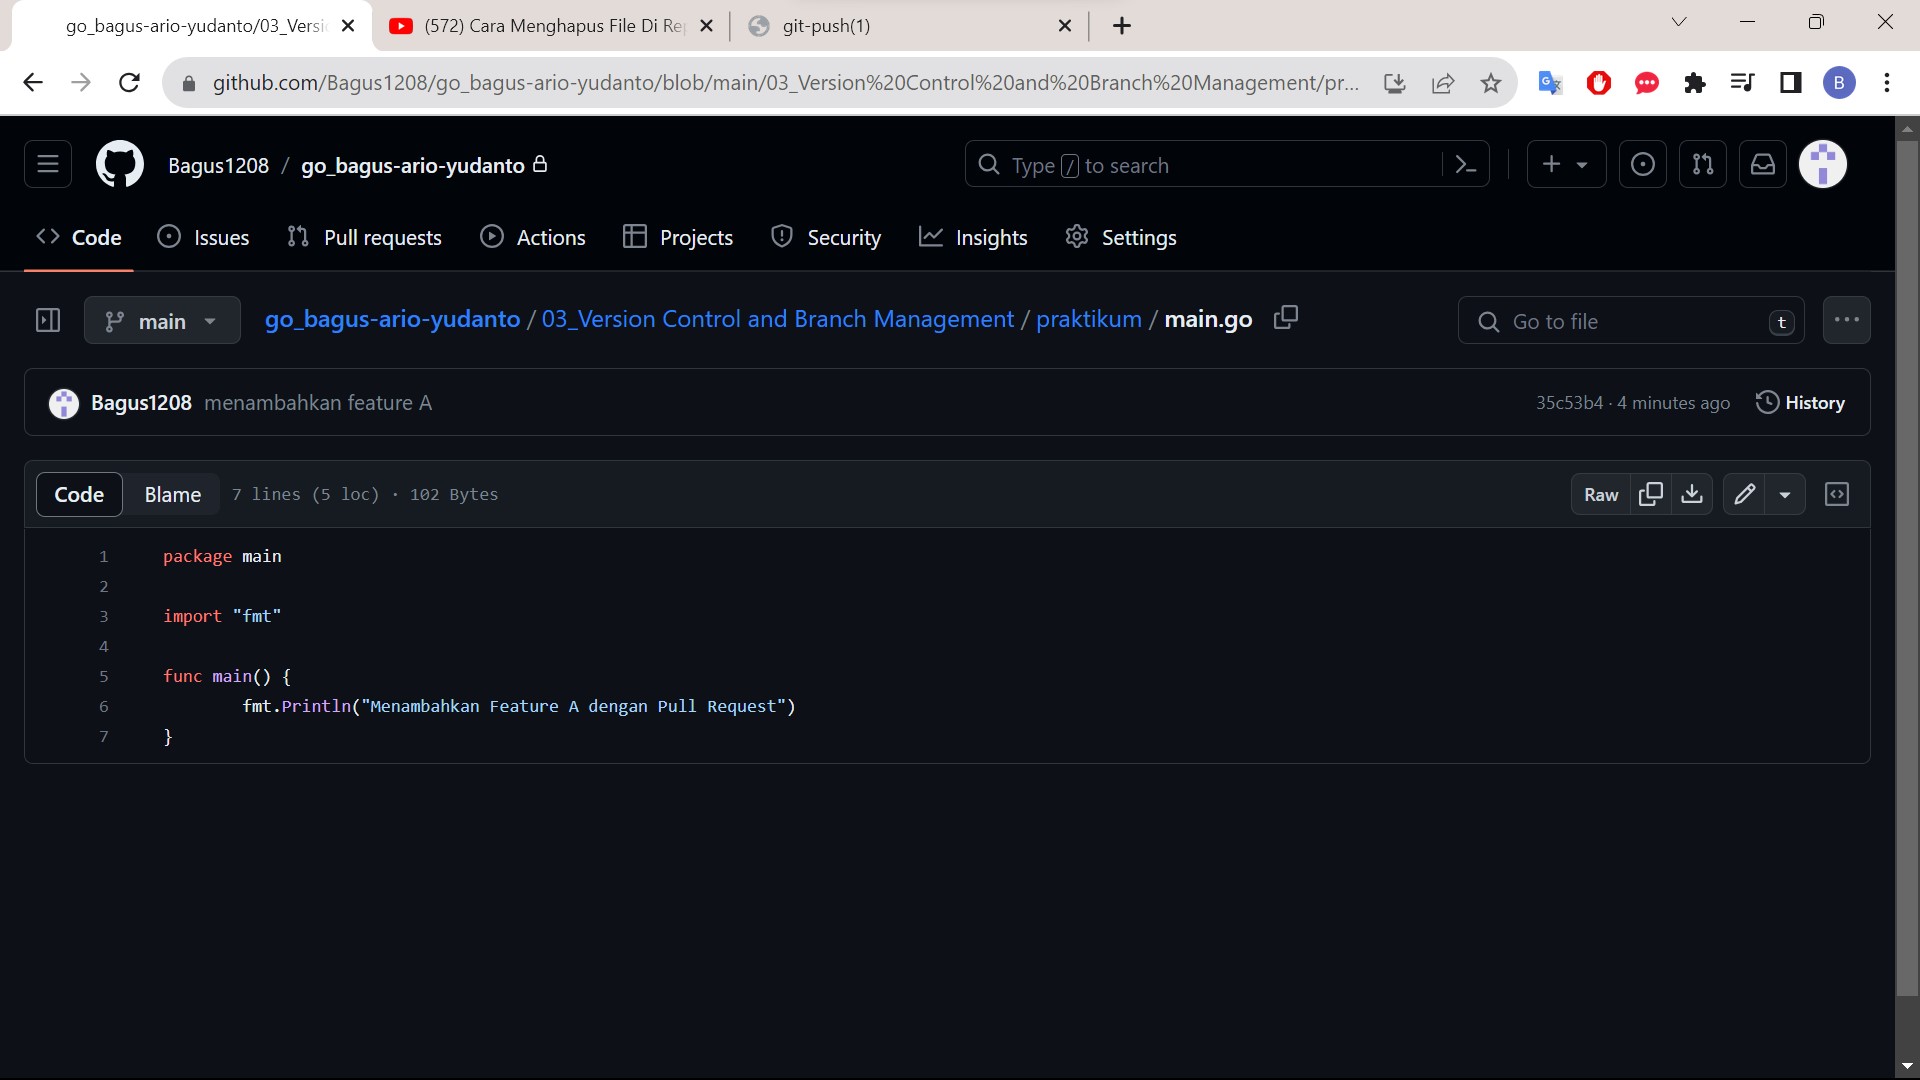 go_bagus-ario-yudanto/03_Versi
(572) Cara Menghapus File Di Re
git-push(1)
github.com/Bagus1208/go_bagus-ario-yudanto/blob/main/03_Version%20Control%20and%20Branch%20Management/pr...
B
Bagus1208 / go_bagus-ario-yudanto
Type / to search
Code Issues Pull requests Actions Projects Security Insights Settings
main go_bagus-ario-yudanto / 03_Version Control and Branch Management / praktikum / main.go
Go to file t
Bagus1208 menambahkan feature A
35c53b4 · 4 minutes ago History
Code Blame 7 lines (5 loc) · 102 Bytes
Raw
1 package main
2
3 import "fmt"
4
5 func main() {
6 fmt.Println("Menambahkan Feature A dengan Pull Request")
7 }